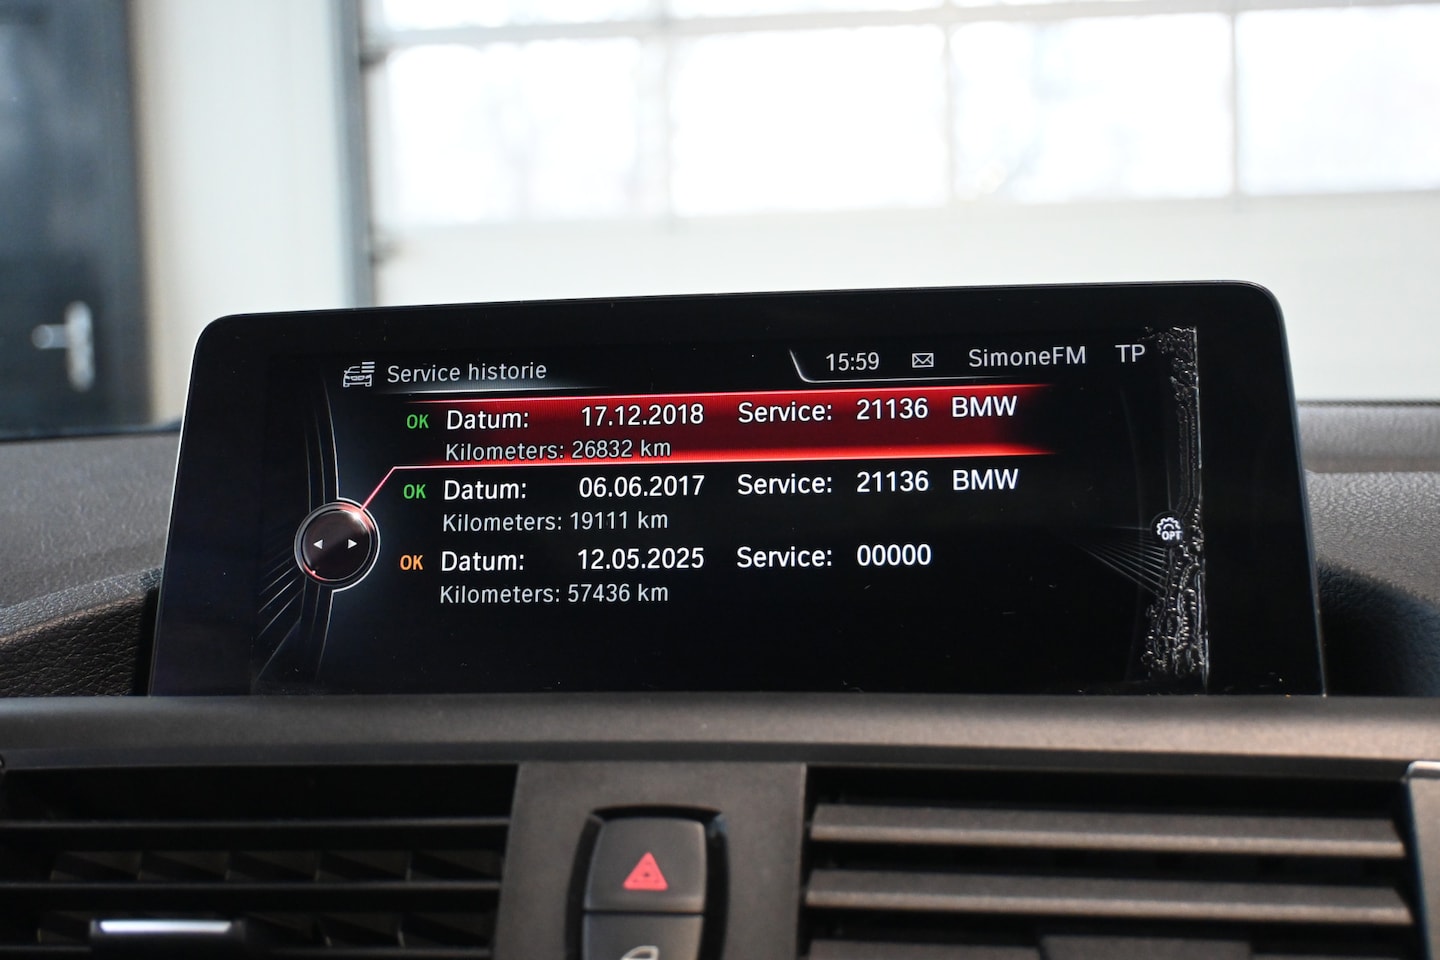 Service historie
15:59 SimoneFM TP
OK Datum: 17.12.2018 Service: 21136 BMW
Kilometers: 26832 km
OK Datum: 06.06.2017 Service: 21136 BMW
Kilometers: 19111 km
OK Datum: 12.05.2025 Service: 00000
Kilometers: 57436 km
OPT